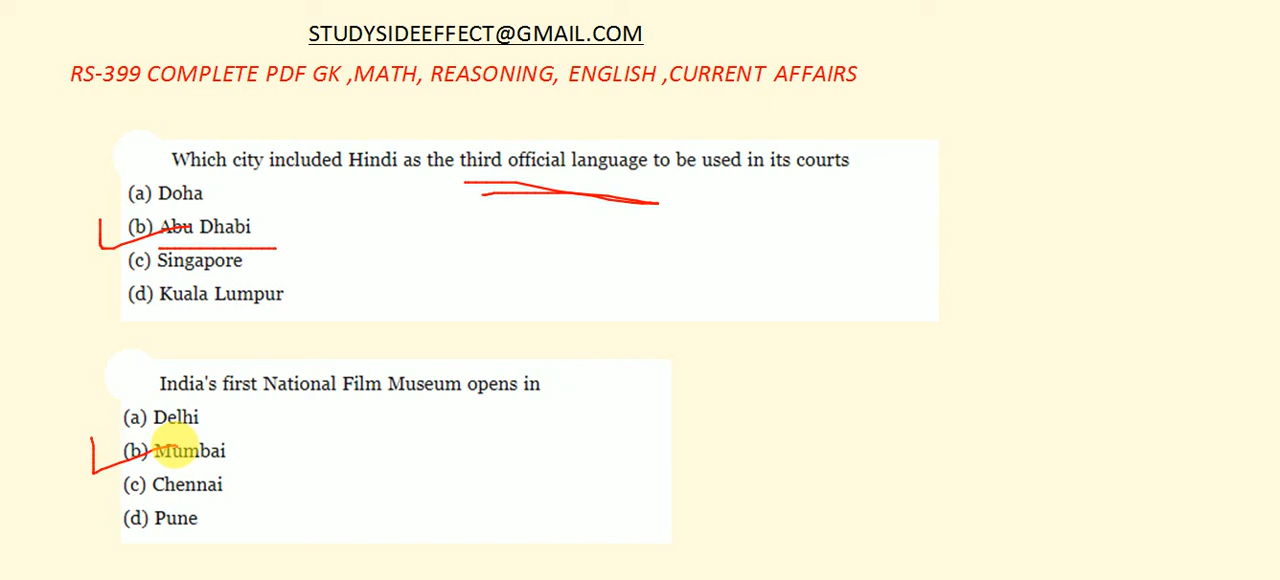 STUDYSIDEEFFECT@GMAIL.COM
RS-399 COMPLETE PDF GK ,MATH, REASONING, ENGLISH ,CURRENT AFFAIRS
Which city included Hindi as the third official language to be used in its courts
(a) Doha
(b) Abu Dhabi
(c) Singapore
(d) Kuala Lumpur
India's first National Film Museum opens in
(a) Delhi
(b) Mumbai
(c) Chennai
(d) Pune